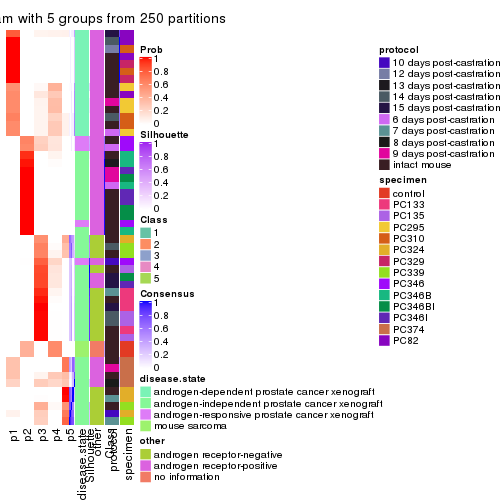 am with 5 groups from 250 partitions
Prob
1
0.8
0.6
0.4
0.2
0
Silhouette
1
0.8
0.6
0.4
0.2
0
Class
1
2
3
4
5
Consensus
1
0.8
0.6
0.4
0.2
0
disease.state
androgen-dependent prostate cancer xenograft
androgen-independent prostate cancer xenograft
androgen-responsive prostate cancer xenograft
mouse sarcoma
other
androgen receptor-negative
androgen receptor-positive
no information
protocol
10 days post-castration
12 days post-castration
13 days post-castration
14 days post-castration
15 days post-castration
6 days post-castration
7 days post-castration
8 days post-castration
9 days post-castration
intact mouse
specimen
control
PC133
PC135
PC295
PC310
PC324
PC329
PC339
PC346
PC346B
PC346BI
PC346I
PC374
PC82
p1
p2
p3
p4
p5
disease.state
Silhouette
other
Class
protocol
specimen